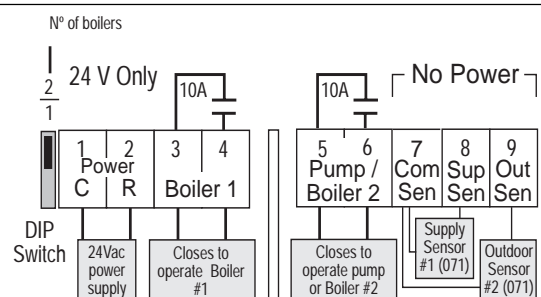 Nº of boilers
2
1
24 V Only
10A
10A
No Power
1 2 3 4
Power
C R Boiler 1
5 6 7 8 9
Pump / Com Sup Out
Boiler 2 Sen Sen Sen
DIP
Switch
24Vac
power
supply
Closes to
operate Boiler
#1
Closes to
operate pump
or Boiler #2
Supply
Sensor
#1 (071)
Outdoor
Sensor
#2 (071)